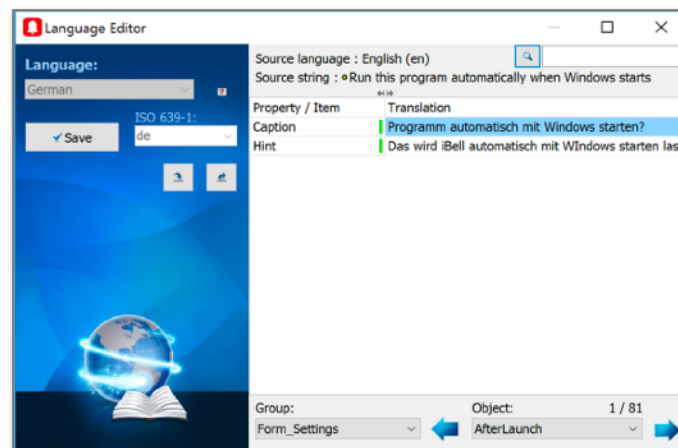 Language Editor
Language:
German
Save
ISO 639-1:
de
Source language : English (en)
Source string : Run this program automatically when Windows starts
Property / Item Translation
Caption Programm automatisch mit Windows starten?
Hint Das wird iBell automatisch mit WIndows starten las
Group:
Form_Settings
Object: 1 / 81
AfterLaunch